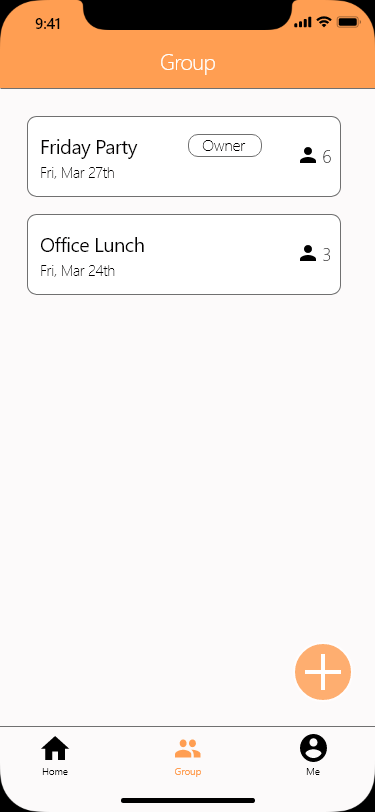 9:41
Group
Friday Party
Owner
6
Fri, Mar 27th
Office Lunch
3
Fri, Mar 24th
Home
Group
Me